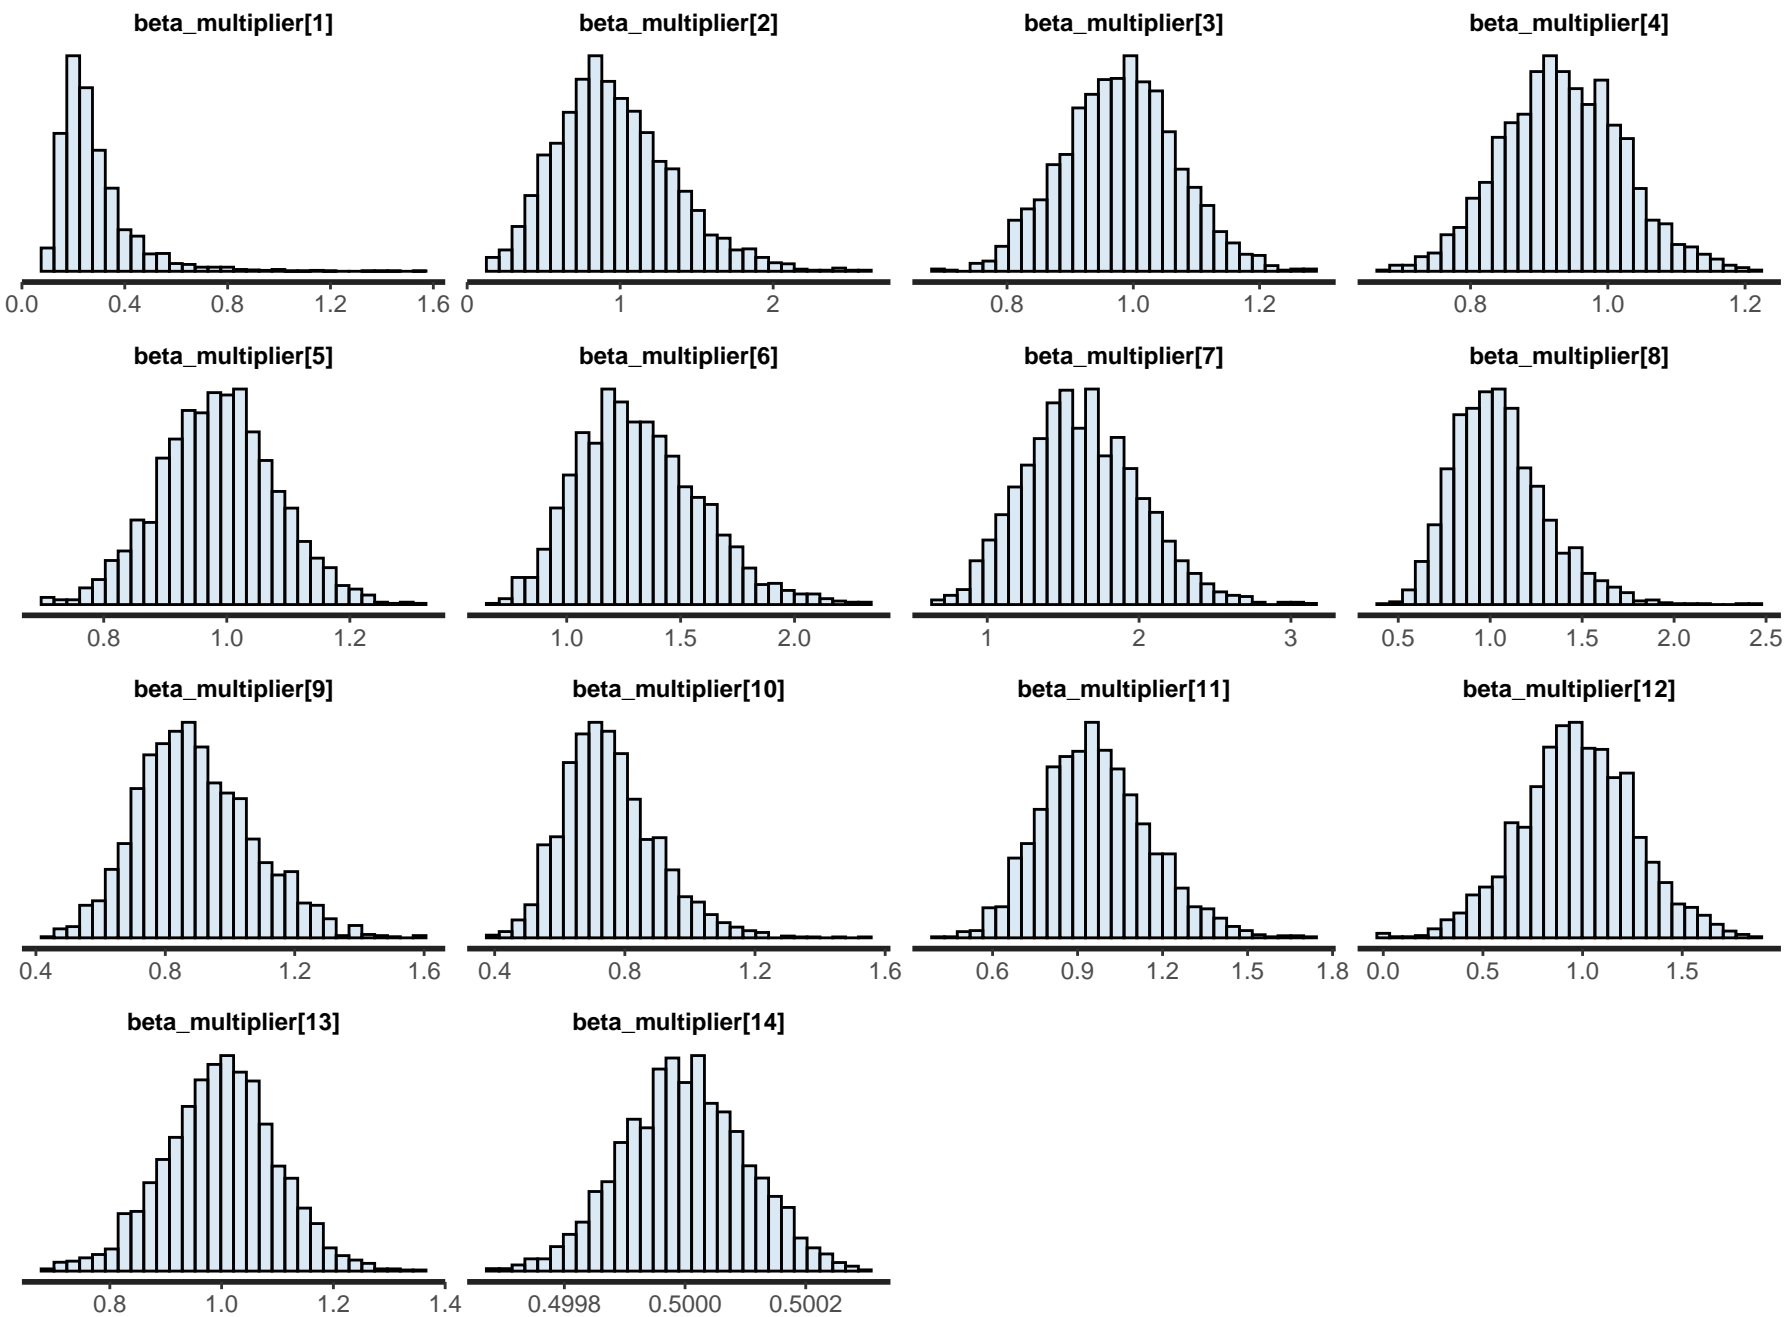 beta_multiplier[1] beta_multiplier[2] beta_multiplier[3] beta_multiplier[4]
0.0 0.4 0.8 1.2 1.6 0 1 2 0.8 1.0 1.2 0.8 1.0 1.2
beta_multiplier[5] beta_multiplier[6] beta_multiplier[7] beta_multiplier[8]
0.8 1.0 1.2 1.0 1.5 2.0 1 2 3 0.5 1.0 1.5 2.0 2.5
beta_multiplier[9] beta_multiplier[10] beta_multiplier[11] beta_multiplier[12]
0.4 0.8 1.2 1.6 0.4 0.8 1.2 1.6 0.6 0.9 1.2 1.5 1.8 0.0 0.5 1.0 1.5
beta_multiplier[13] beta_multiplier[14]
0.8 1.0 1.2 1.4 0.4998 0.5000 0.5002